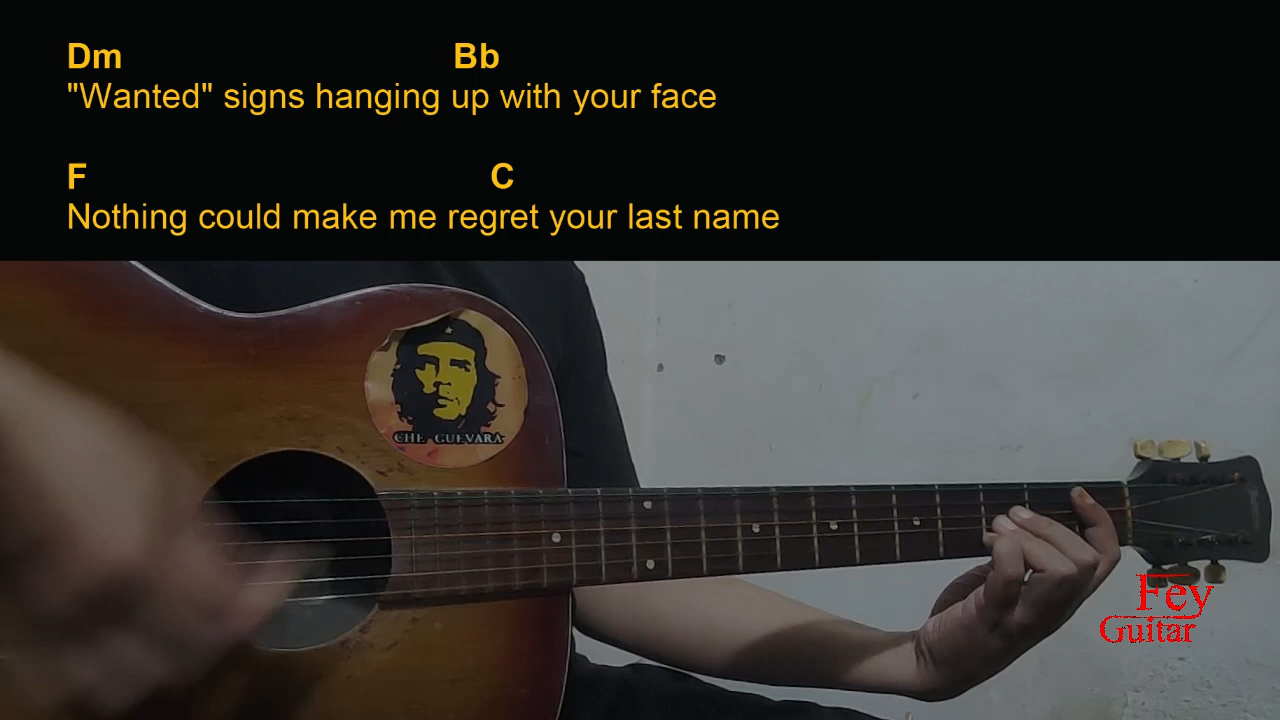 Dm Bb
"Wanted" signs hanging up with your face
F C
Nothing could make me regret your last name
CHE GUEVARA
Fey
Guitar